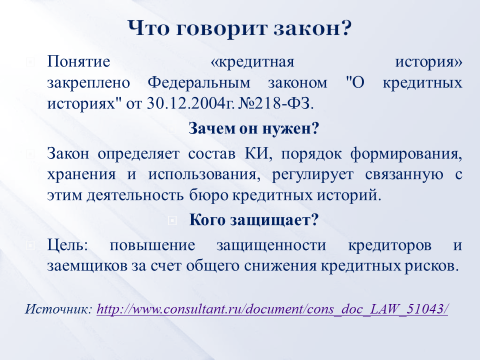 Что говорит закон?
Понятие «кредитная история»
закреплено Федеральным законом "О кредитных
историях" от 30.12.2004г. №218-ФЗ.
Зачем он нужен?
Закон определяет состав КИ, порядок формирования,
хранения и использования, регулирует связанную с
этим деятельность бюро кредитных историй.
Кого защищает?
Цель: повышение защищенности кредиторов и
заемщиков за счет общего снижения кредитных рисков.
Источник: http://www.consultant.ru/document/cons_doc_LAW_51043/